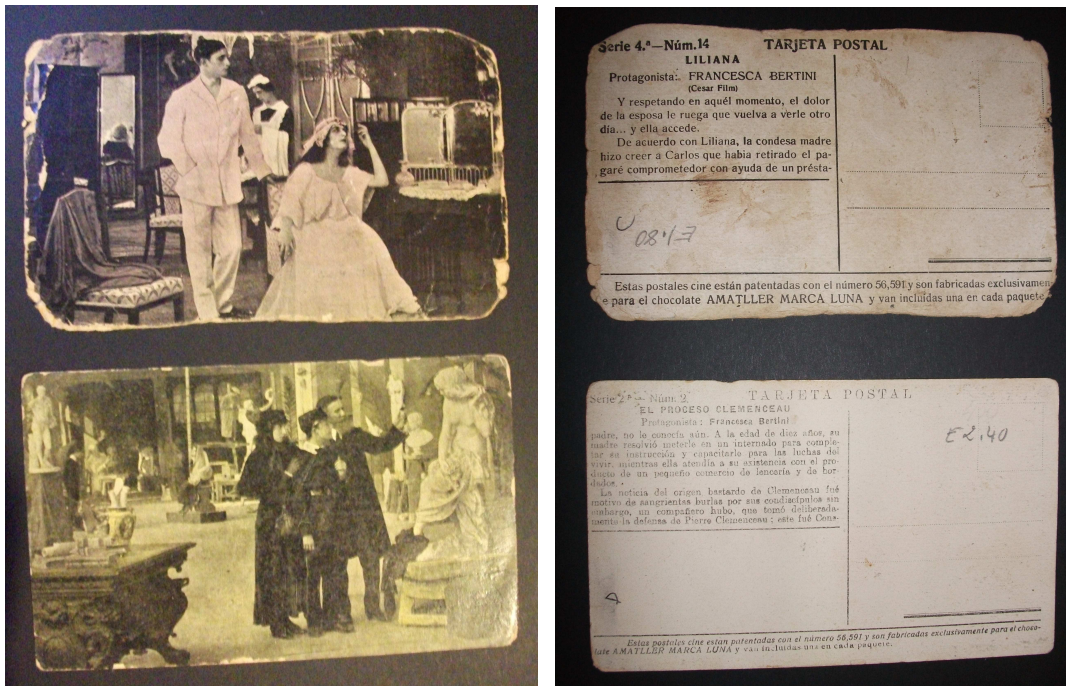 Serie 4.ª—Núm.14 TARJETA POSTAL
LILIANA
Protagonista: FRANCESCA BERTINI
(Cesar Film)
Y respetando en aquél momento, el dolor
de la esposa le ruega que vuelva a verle otro
día... y ella accede.
De acuerdo con Liliana, la condesa madre
hizo creer a Carlos que habia retirado el pa-
garé comprometedor con ayuda de un présta-
Estas postales cine están patentadas con el número 56,591 y son fabricadas exclusivamen
e para el chocolate AMATLLER MARCA LUNA y van incluidas una en cada paquete.
Serie 2.ª — Núm. 2 TARJETA POSTAL
EL PROCESO CLEMENCEAU
Protagonista: Francesca Bertini
padre, no le conocía aún. A la edad de diez años, su
madre resolvió meterle en un internado para comple-
tar su instrucción y capacitarle para las luchas del
vivir, mientras ella atendía a su existencia con el pro-
ducto de un pequeño comercio de lencería y de bor-
dados.
La noticia del origen bastardo de Clemenceau fué
motivo de sangrientas burlas por sus condiscípulos sin
embargo, un compañero hubo, que tomó deliberada-
mente la defensa de Pierre Clemenceau: este fué Cons-
E2.40
Estas postales cine estan patentadas con el número 56,591 y son fabricadas exclusivamente para el choco-
late AMATLLER MARCA LUNA y van incluidas una en cada paquete.